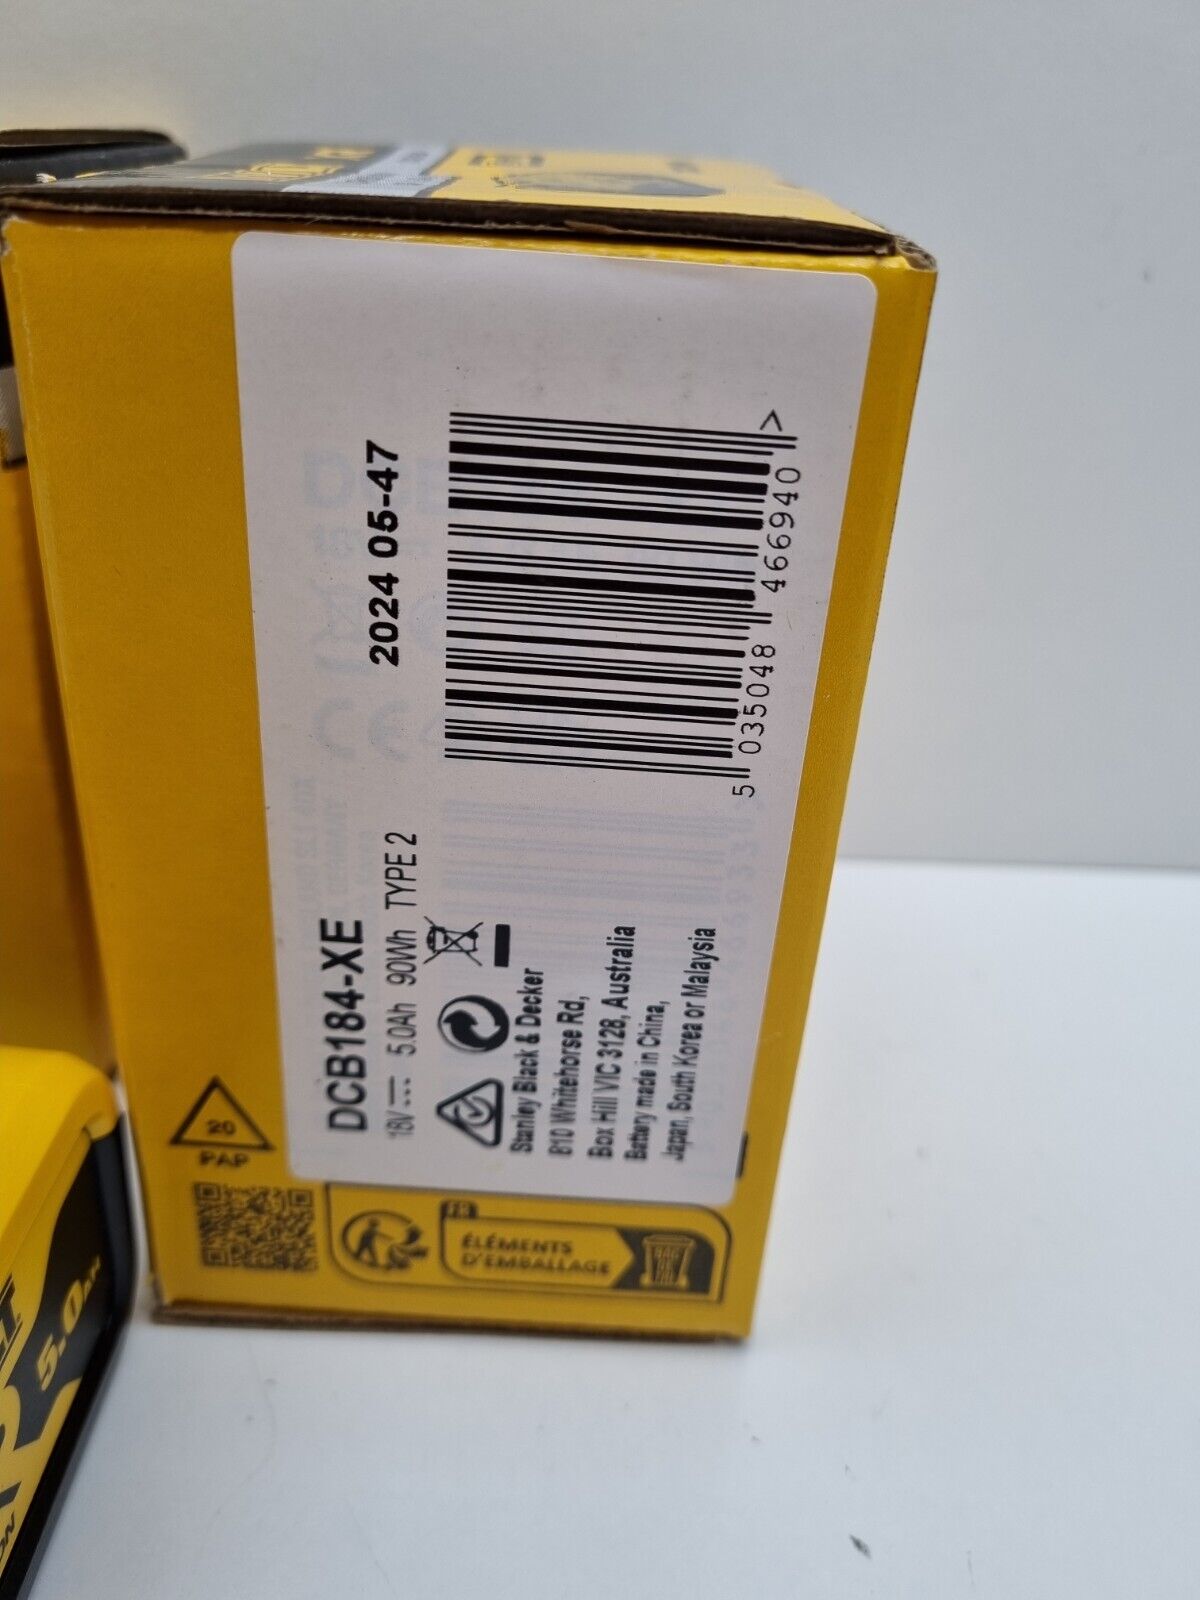 DCB184-XE
2024 05-47
18V 5.0Ah 90Wh TYPE 2
5 035048 466940 >
Stanley Black & Decker
810 Whitehorse Rd,
Box Hill VIC 3128, Australia
Battery made in China,
Japan, South Korea or Malaysia
20
PAP
FR
ÉLÉMENTS
D'EMBALLAGE
5.0Ah